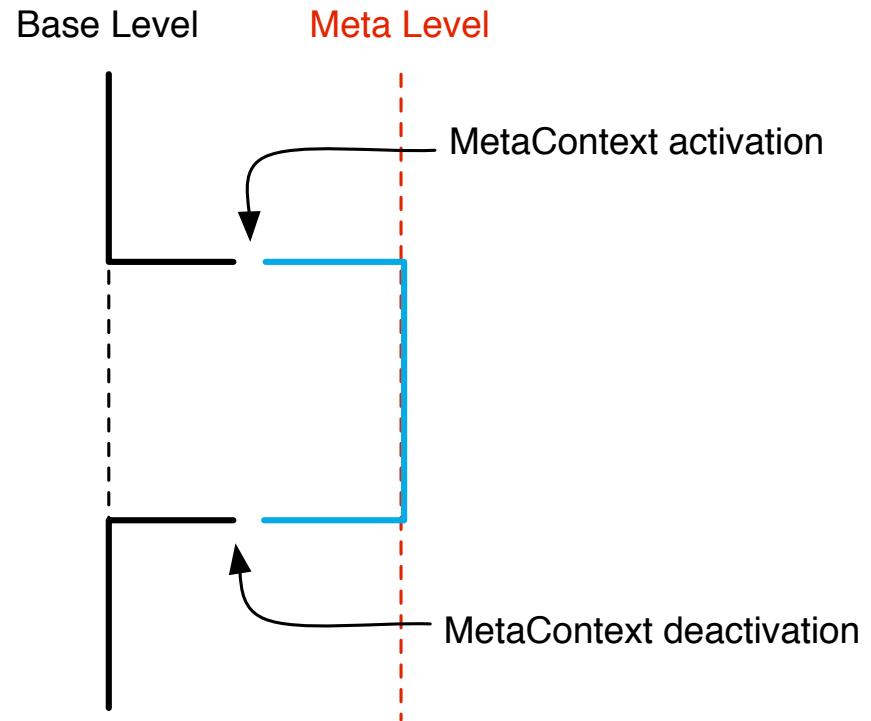 Base Level
Meta Level
MetaContext activation
MetaContext deactivation